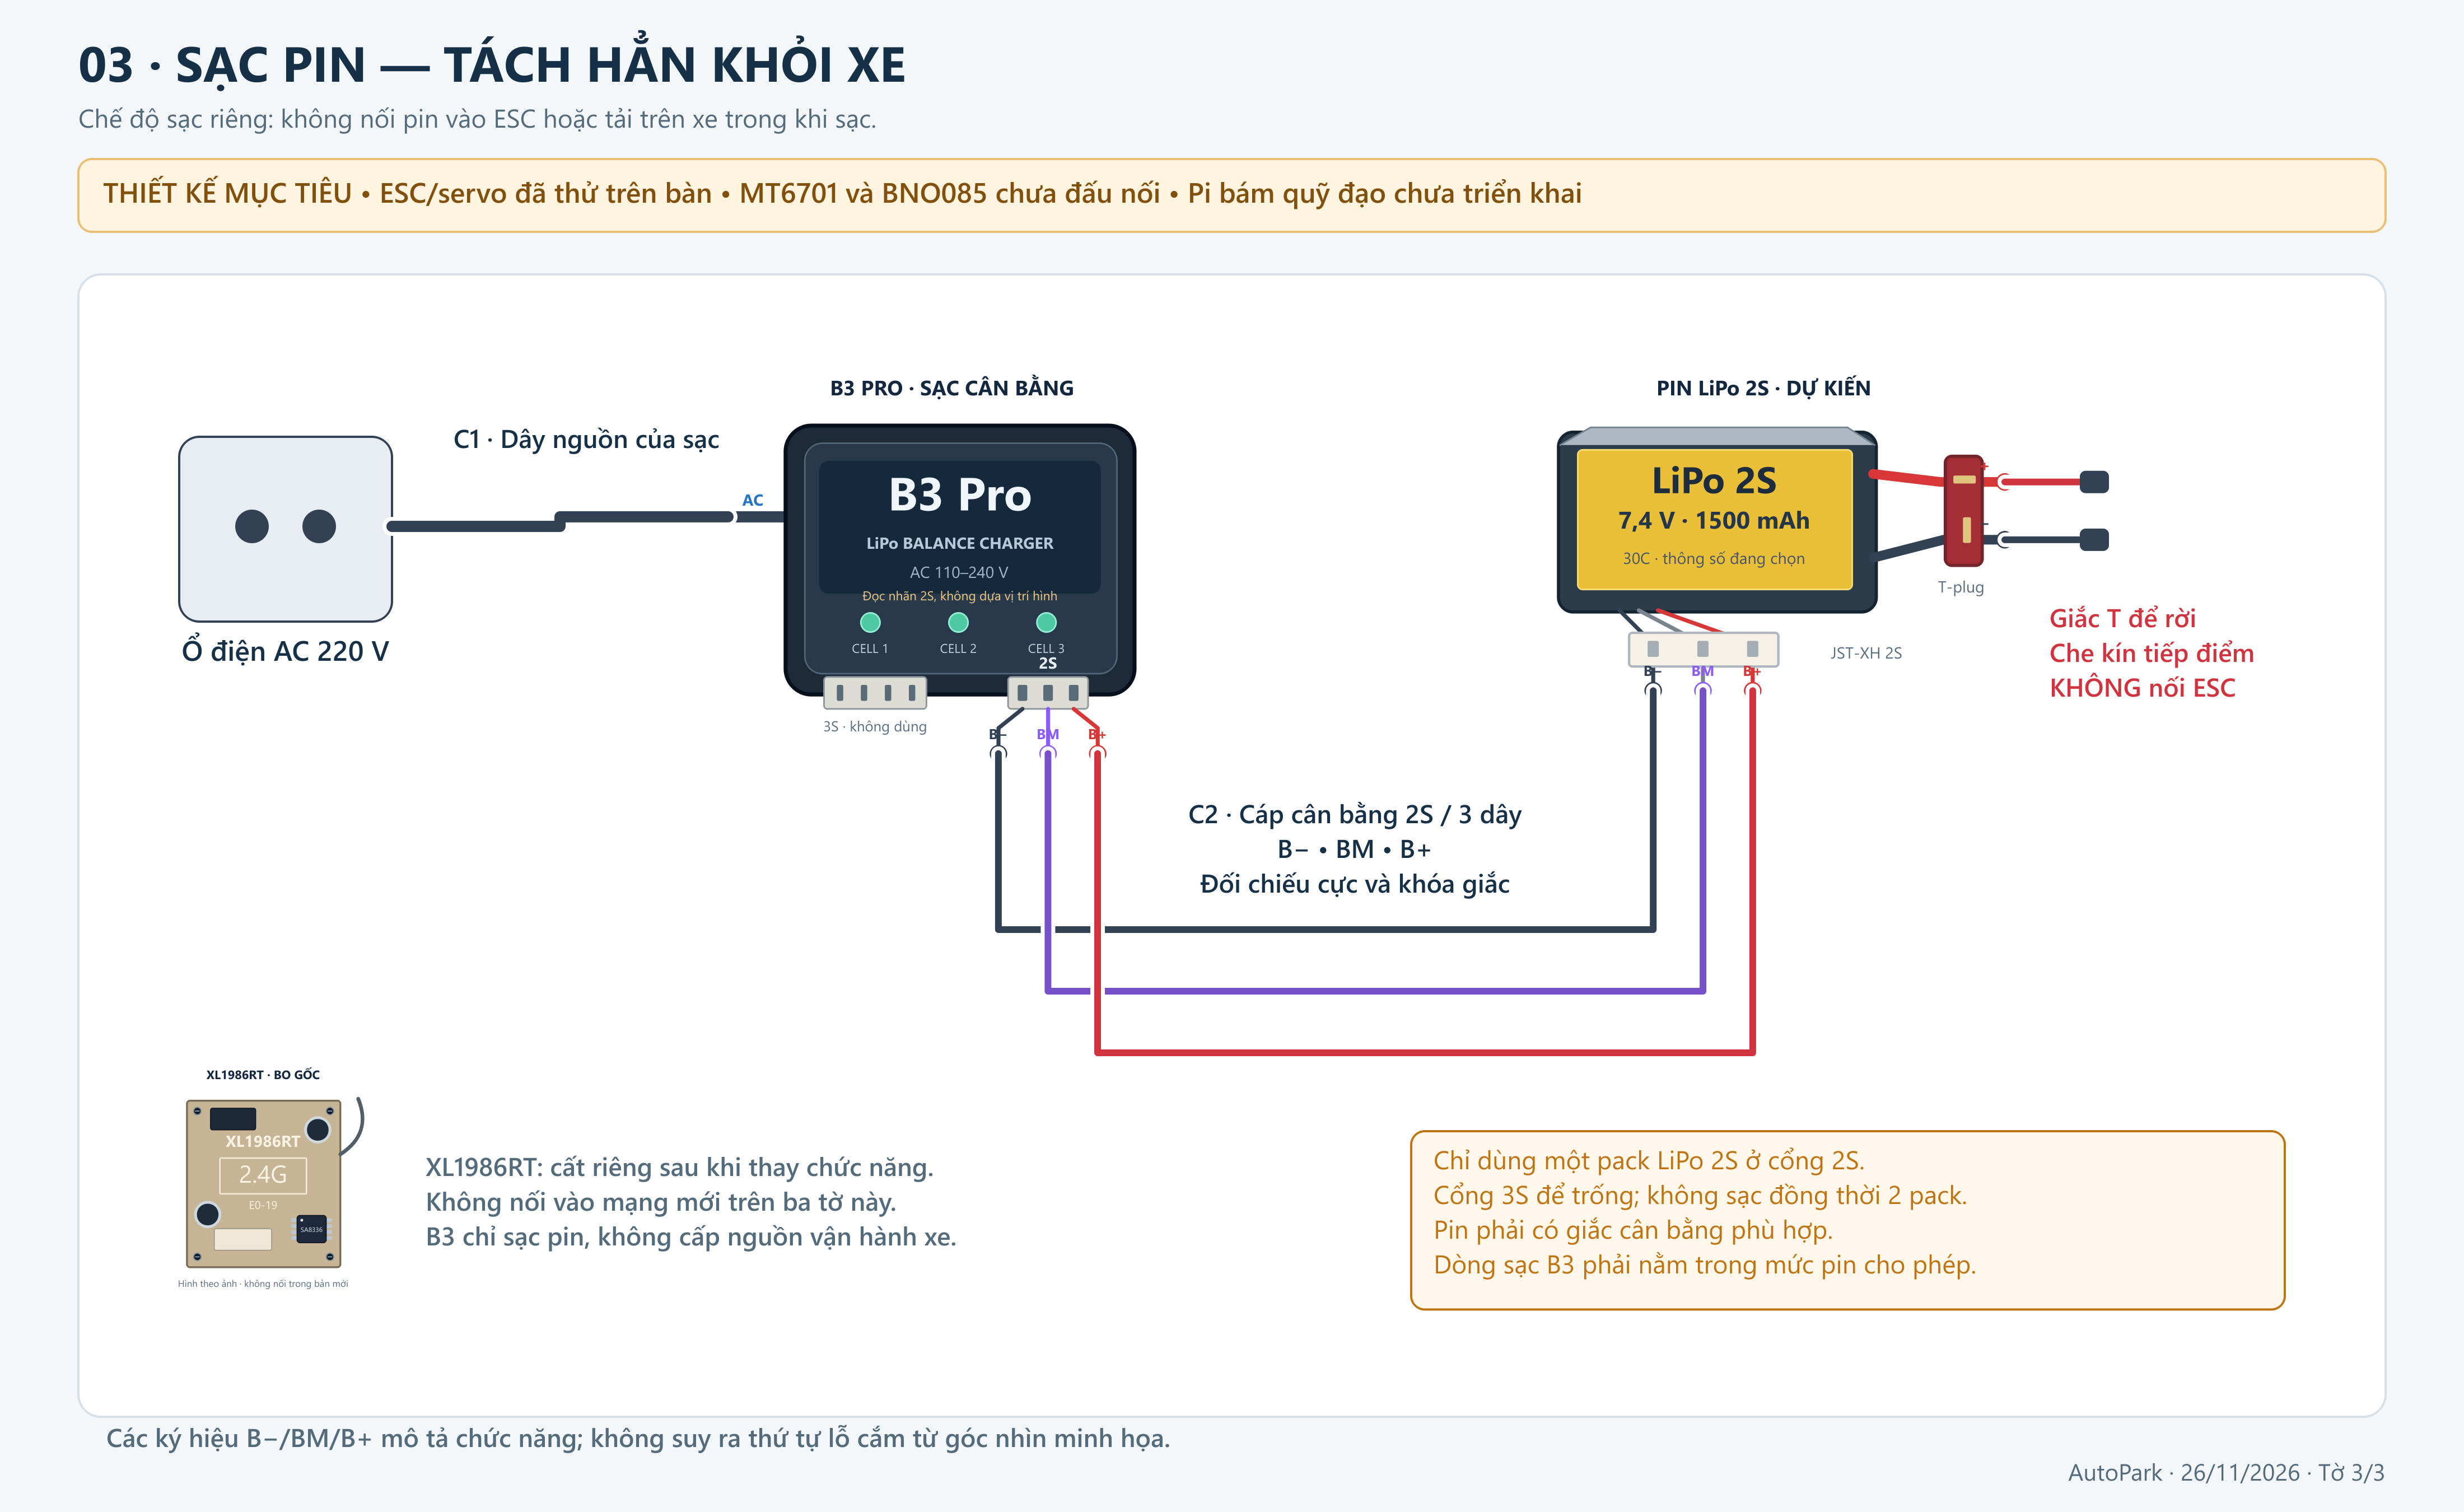 03 · SẠC PIN — TÁCH HẲN KHỎI XE
Chế độ sạc riêng: không nối pin vào ESC hoặc tải trên xe trong khi sạc.
THIẾT KẾ MỤC TIÊU • ESC/servo đã thử trên bàn • MT6701 và BNO085 chưa đấu nối • Pi bám quỹ đạo chưa triển khai
B3 PRO · SẠC CÂN BẰNG
PIN LiPo 2S · DỰ KIẾN
C1 · Dây nguồn của sạc
AC
Ổ điện AC 220 V
B3 Pro
LiPo BALANCE CHARGER
AC 110–240 V
Đọc nhãn 2S, không dựa vị trí hình
CELL 1
CELL 2
CELL 3
2S
3S · không dùng
B−
BM
B+
LiPo 2S
7,4 V · 1500 mAh
30C · thông số đang chọn
+
−
T-plug
JST-XH 2S
B−
BM
B+
Giắc T để rời
Che kín tiếp điểm
KHÔNG nối ESC
C2 · Cáp cân bằng 2S / 3 dây
B− • BM • B+
Đối chiếu cực và khóa giắc
XL1986RT · BO GỐC
XL1986RT
2.4G
E0-19
SA8336
Hình theo ảnh · không nối trong bản mới
XL1986RT: cất riêng sau khi thay chức năng.
Không nối vào mạng mới trên ba tờ này.
B3 chỉ sạc pin, không cấp nguồn vận hành xe.
Chỉ dùng một pack LiPo 2S ở cổng 2S.
Cổng 3S để trống; không sạc đồng thời 2 pack.
Pin phải có giắc cân bằng phù hợp.
Dòng sạc B3 phải nằm trong mức pin cho phép.
Các ký hiệu B−/BM/B+ mô tả chức năng; không suy ra thứ tự lỗ cắm từ góc nhìn minh họa.
AutoPark · 26/11/2026 · Tờ 3/3